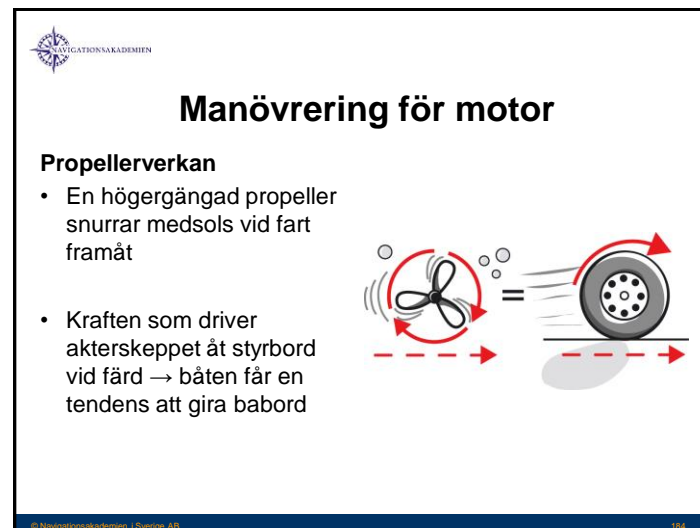 NAVIGATIONSAKADEMIEN
Manövrering för motor
Propellerverkan
• En högergängad propeller
snurrar medsols vid fart
framåt
• Kraften som driver
akterskeppet åt styrbord
vid färd → båten får en
tendens att gira babord
=
© Navigationsakademien i Sverige AB
184